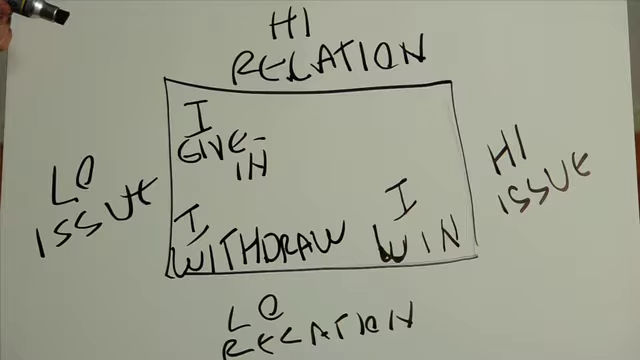 HI
RELATION
I
GIVE-
IN
LO
ISSUE
HI
ISSUE
I
WITHDRAW
I
WIN
LO
RELATION